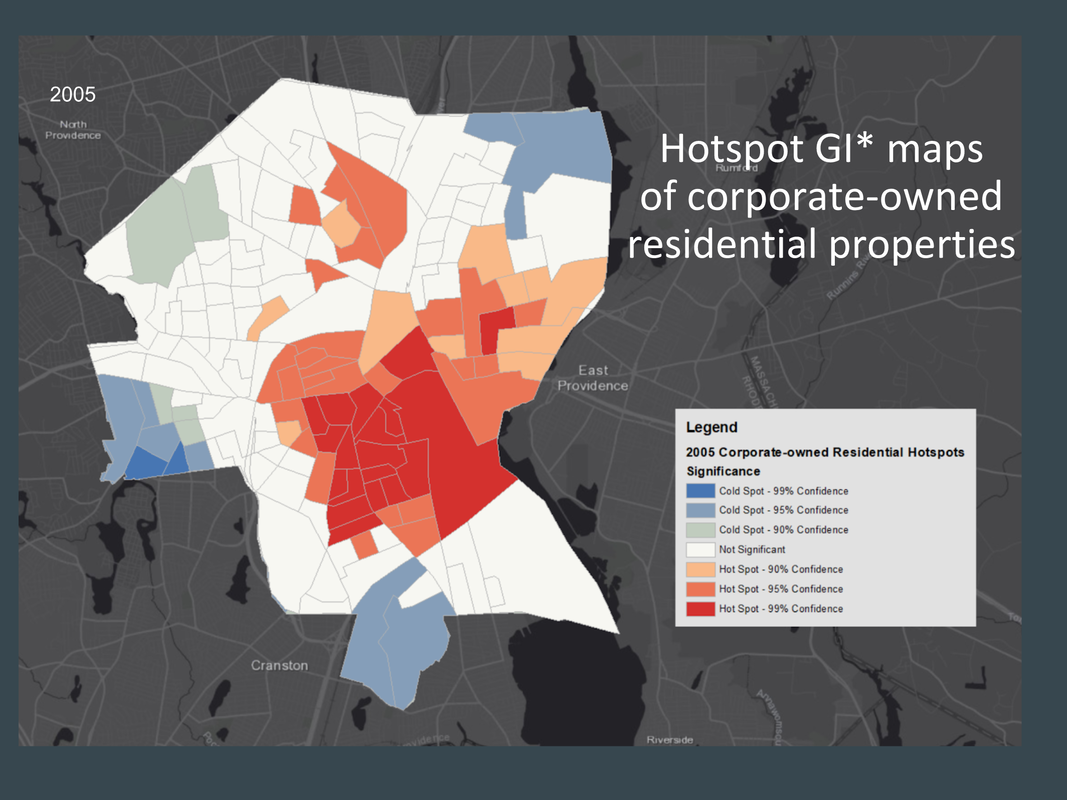 2005
North
Providence
Hotspot GI* maps
of corporate-owned
residential properties
Rumford
East
Providence
MASSACH
RHOD
Legend
2005 Corporate-owned Residential Hotspots
Significance
Cold Spot - 99% Confidence
Cold Spot - 95% Confidence
Cold Spot - 90% Confidence
Not Significant
Hot Spot - 90% Confidence
Hot Spot - 95% Confidence
Hot Spot - 99% Confidence
Cranston
Riverside